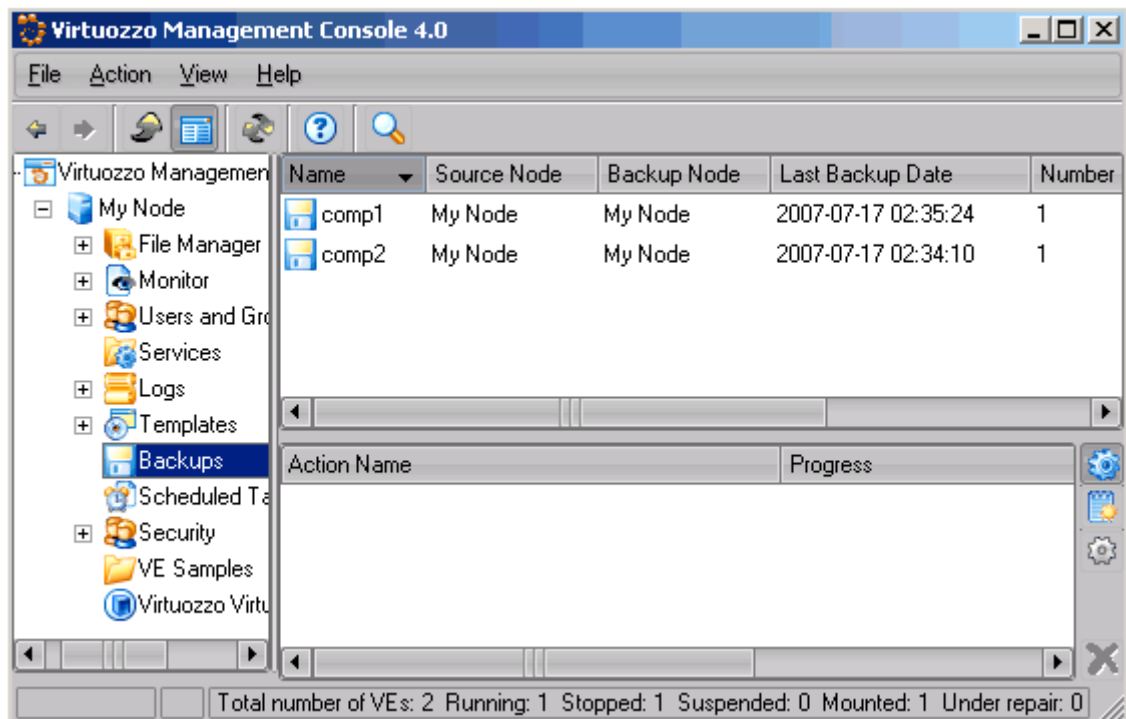 Virtuozzo Management Console 4.0
File Action View Help
Virtuozzo Managemen
My Node
File Manager
Monitor
Users and Gro
Services
Logs
Templates
Backups
Scheduled Ta
Security
VE Samples
Virtuozzo Virtu
Name Source Node Backup Node Last Backup Date Number
comp1 My Node My Node 2007-07-17 02:35:24 1
comp2 My Node My Node 2007-07-17 02:34:10 1
Action Name Progress
Total number of VEs: 2 Running: 1 Stopped: 1 Suspended: 0 Mounted: 1 Under repair: 0